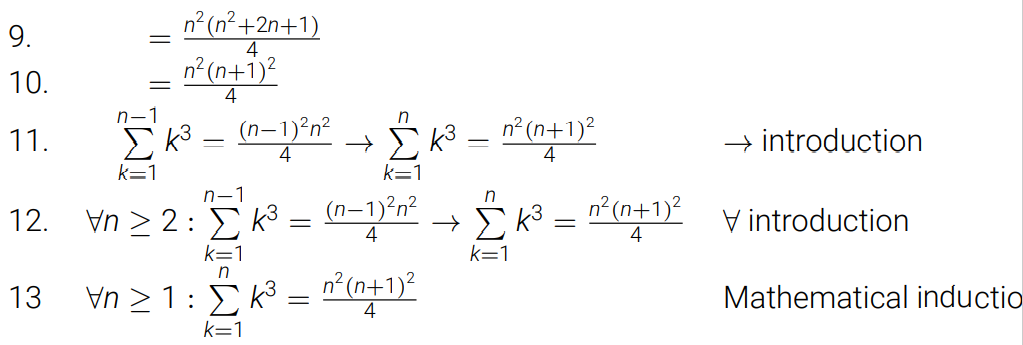 9. = n²(n²+2n+1)/4
10. = n²(n+1)²/4
11. ∑_{k=1}^{n−1} k³ = (n−1)²n²/4 → ∑_{k=1}^{n} k³ = n²(n+1)²/4 → introduction
12. ∀n ≥ 2 : ∑_{k=1}^{n−1} k³ = (n−1)²n²/4 → ∑_{k=1}^{n} k³ = n²(n+1)²/4 ∀ introduction
13 ∀n ≥ 1 : ∑_{k=1}^{n} k³ = n²(n+1)²/4 Mathematical inductio